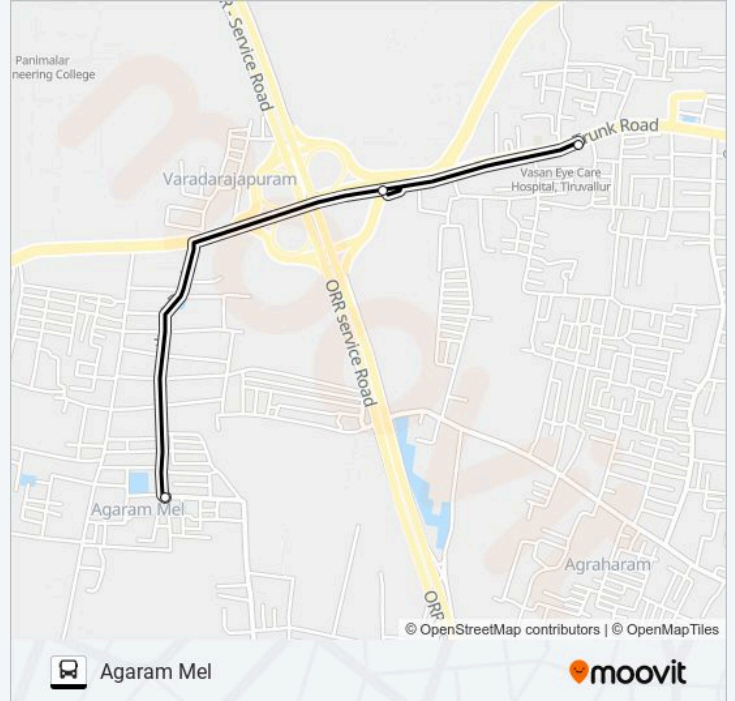 R - Service Road
Panimalar
neering College
Trunk Road
Varadarajapuram
Vasan Eye Care
Hospital, Tiruvallur
ORR service Road
Agaram Mel
Agraharam
ORR
© OpenStreetMap contributors | © OpenMapTiles
Agaram Mel
moovit
moovit